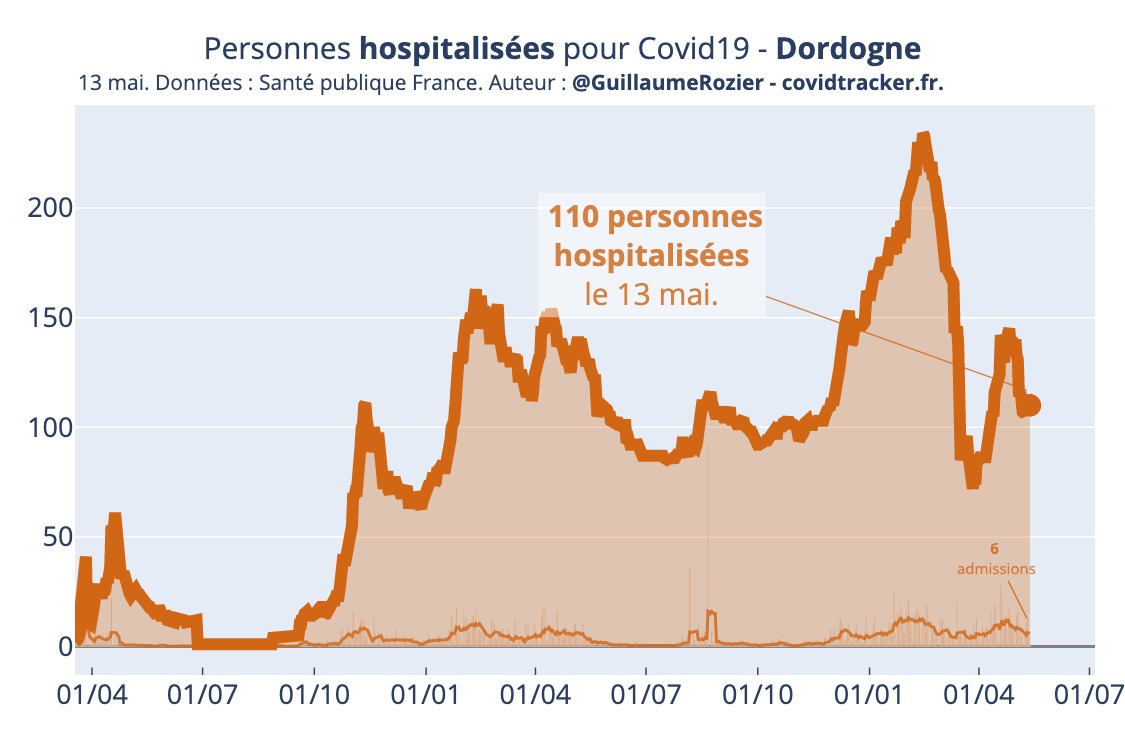 Personnes hospitalisées pour Covid19 - Dordogne
13 mai. Données : Santé publique France. Auteur : @GuillaumeRozier - covidtracker.fr.
200
150
100
50
0
110 personnes
hospitalisées
le 13 mai.
6
admissions
01/04 01/07 01/10 01/01 01/04 01/07 01/10 01/01 01/04 01/07